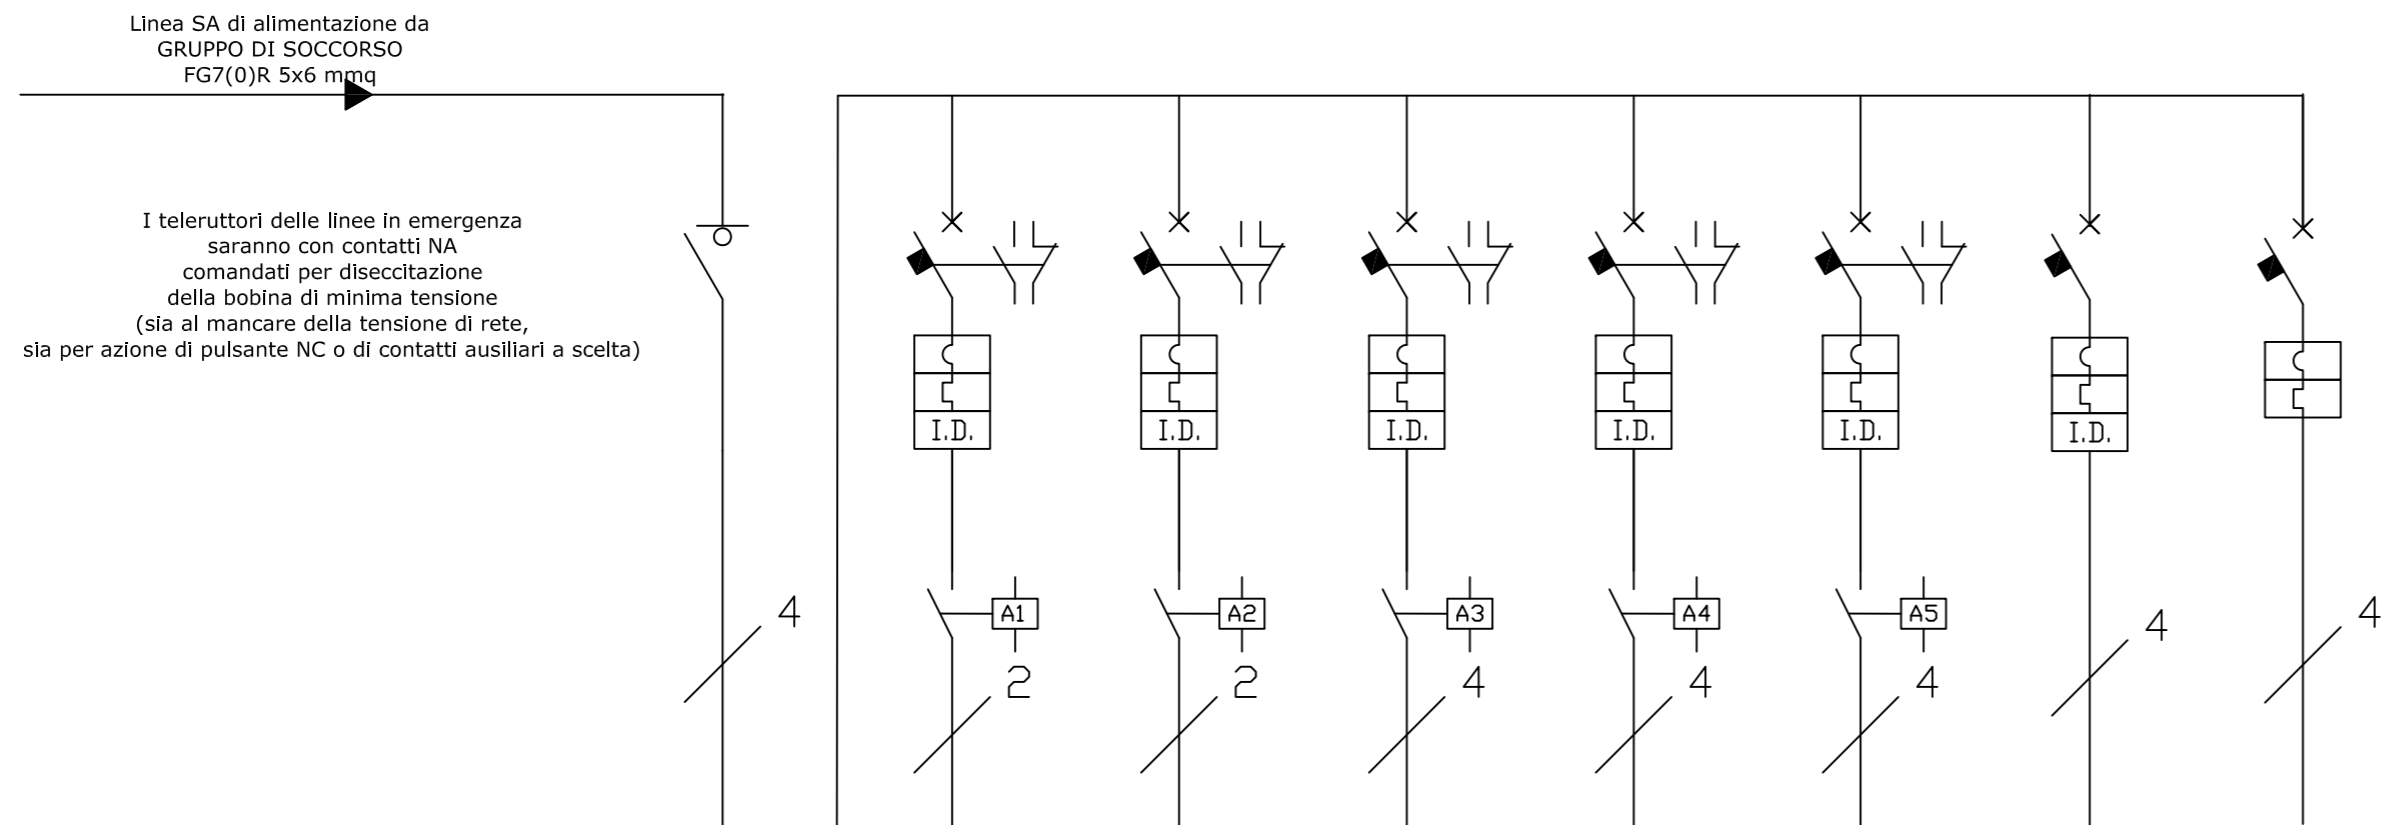 Linea SA di alimentazione da
GRUPPO DI SOCCORSO
FG7(0)R 5x6 mmq
I teleruttori delle linee in emergenza
saranno con contatti NA
comandati per diseccitazione
della bobina di minima tensione
(sia al mancare della tensione di rete,
sia per azione di pulsante NC o di contatti ausiliari a scelta)
I.D. I.D. I.D. I.D. I.D. I.D.
4 A1 A2 A3 A4 A5 4 4
2 2 4 4 4